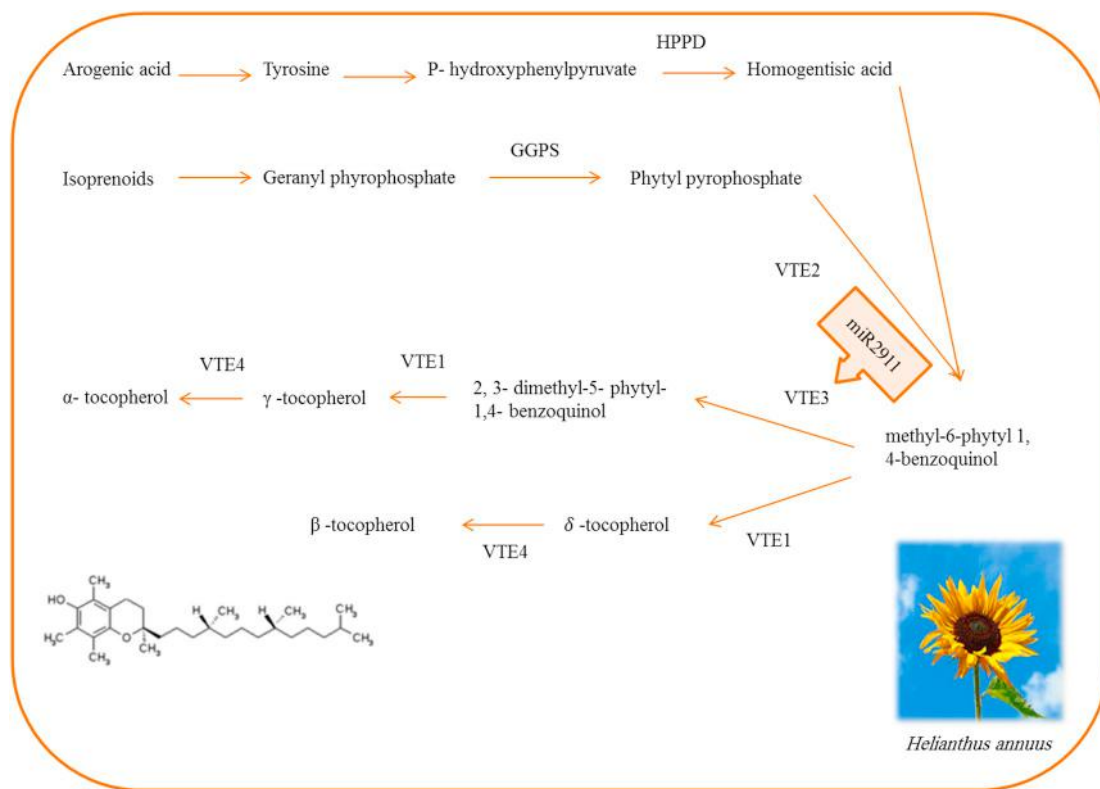 HPPD
Arogenic acid Tyrosine P- hydroxyphenylpyruvate Homogentisic acid
GGPS
Isoprenoids Geranyl phyrophosphate Phytyl pyrophosphate
VTE2
miR2911
VTE4 VTE1
VTE3
α- tocopherol γ -tocopherol 2, 3- dimethyl-5- phytyl-
1,4- benzoquinol
methyl-6-phytyl 1,
4-benzoquinol
β -tocopherol δ -tocopherol
VTE4 VTE1
CH₃
HO
H CH₃ H CH₃ CH₃
H₃C O CH₃ CH₃
CH₃
Helianthus annuus